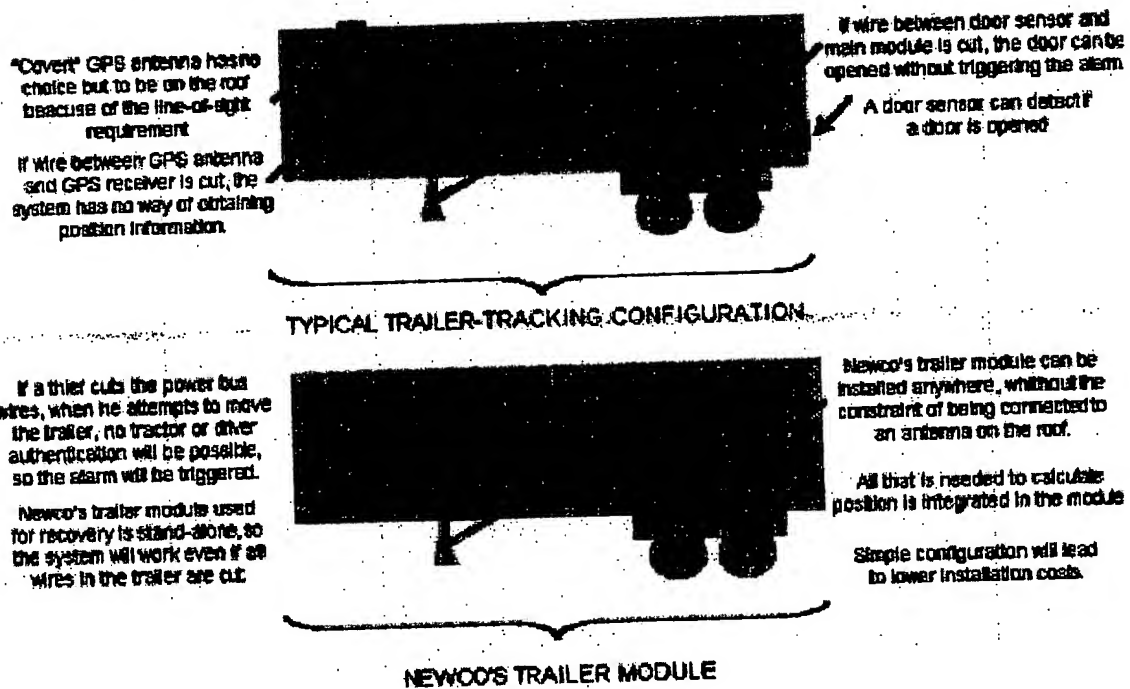 "Covert" GPS antenna has no
choice but to be on the roof
beacuse of the line-of-sight
requirement
If wire between GPS antenna
and GPS receiver is cut, the
system has no way of obtaining
position information.
If wire between door sensor and
main module is cut, the door can be
opened without triggering the alarm.
A door sensor can detect if
a door is opened
TYPICAL TRAILER-TRACKING CONFIGURATION
If a thief cuts the power bus
wires, when he attempts to move
the trailer, no tractor or driver
authentication will be possible,
so the alarm will be triggered.
Newco's trailer module used
for recovery is stand-alone, so
the system will work even if all
wires in the trailer are cut.
Newco's trailer module can be
installed anywhere, whithout the
constraint of being connected to
an antenna on the roof.
All that is needed to calculate
position is integrated in the module
Simple configuration will lead
to lower installation costs.
NEWCO'S TRAILER MODULE